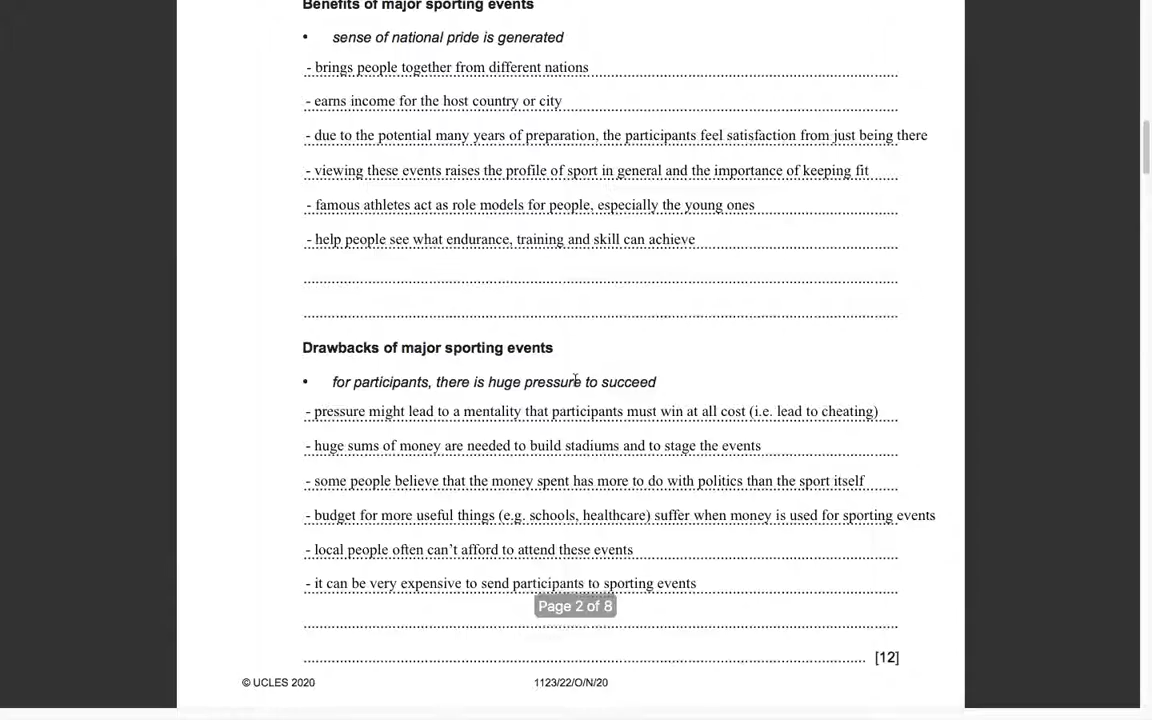 Benefits of major sporting events
• sense of national pride is generated
- brings people together from different nations
- earns income for the host country or city
- due to the potential many years of preparation, the participants feel satisfaction from just being there
- viewing these events raises the profile of sport in general and the importance of keeping fit
- famous athletes act as role models for people, especially the young ones
- help people see what endurance, training and skill can achieve
Drawbacks of major sporting events
• for participants, there is huge pressure to succeed
- pressure might lead to a mentality that participants must win at all cost (i.e. lead to cheating)
- huge sums of money are needed to build stadiums and to stage the events
- some people believe that the money spent has more to do with politics than the sport itself
- budget for more useful things (e.g. schools, healthcare) suffer when money is used for sporting events
- local people often can't afford to attend these events
- it can be very expensive to send participants to sporting events
Page 2 of 8
[12]
© UCLES 2020 1123/22/O/N/20